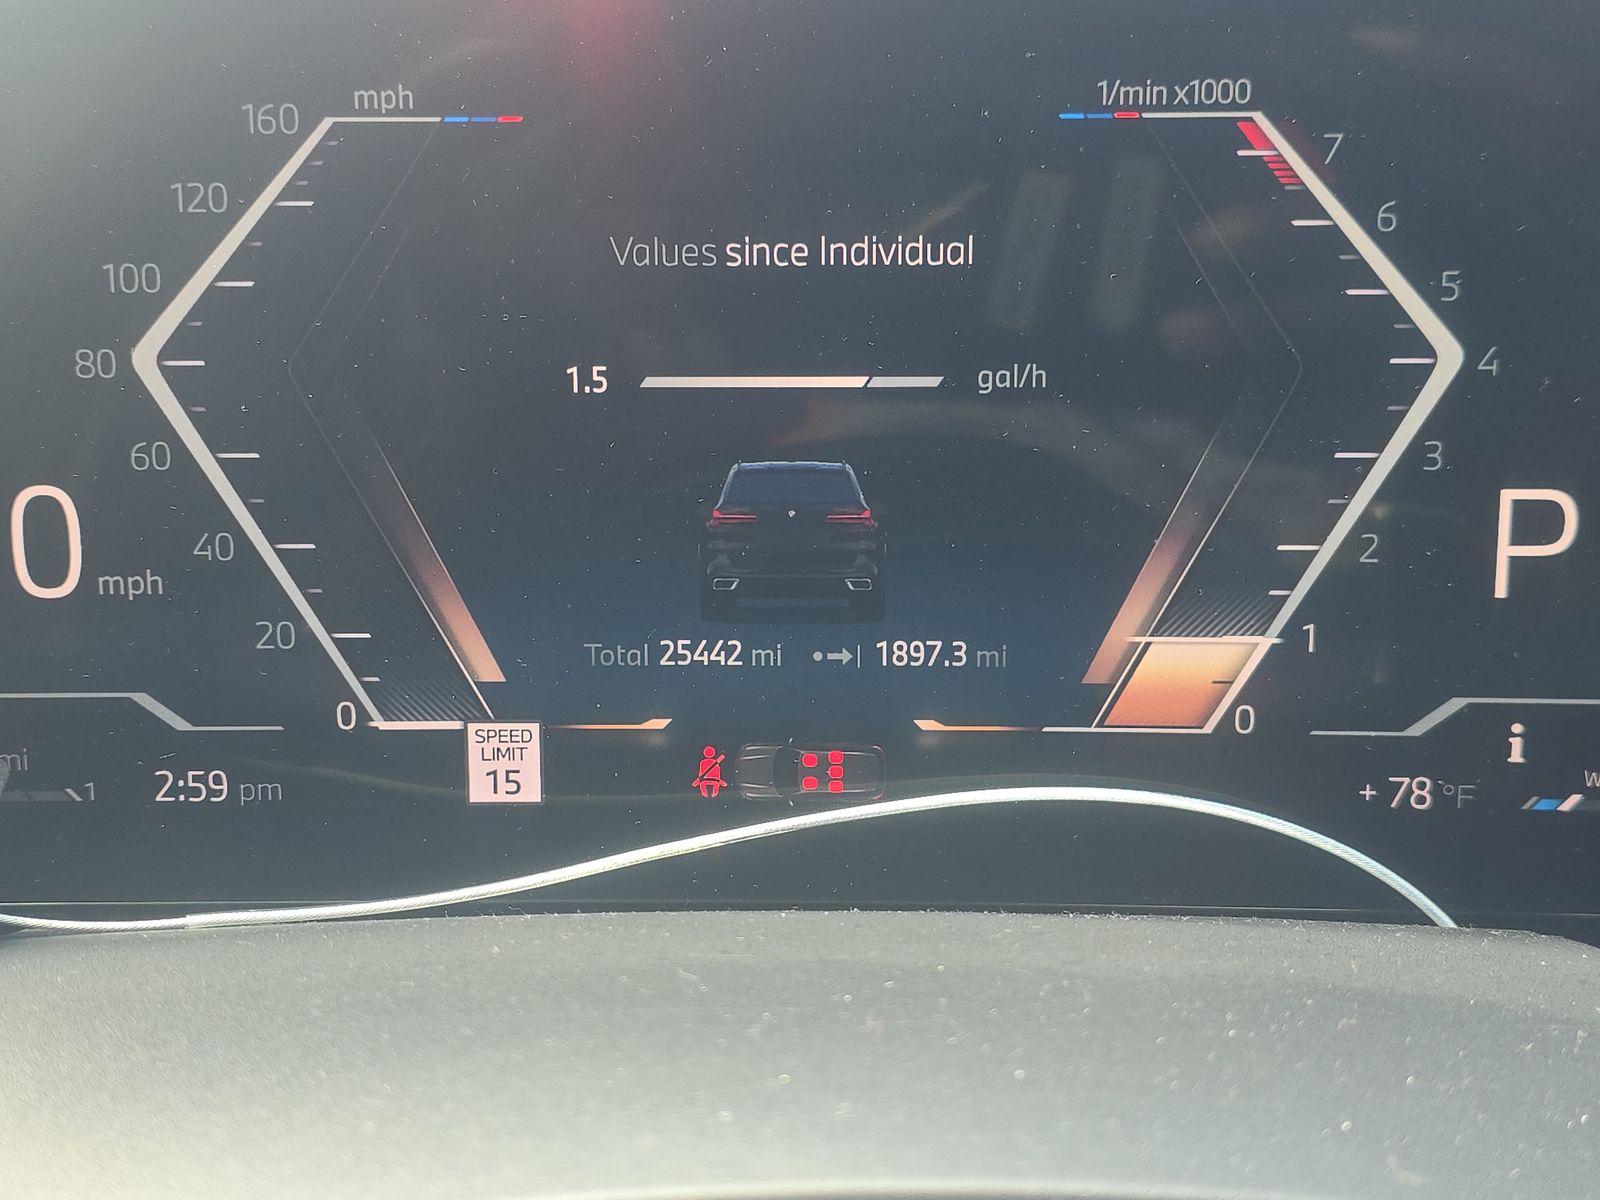 mph
160
120
100
80
60
40
20
0
0 mph
1/min x1000
7
6
5
4
3
2
1
0
P
Values since Individual
1.5 gal/h
Total 25442 mi 1897.3 mi
mi
1
2:59 pm
SPEED
LIMIT
15
i
+78 °F